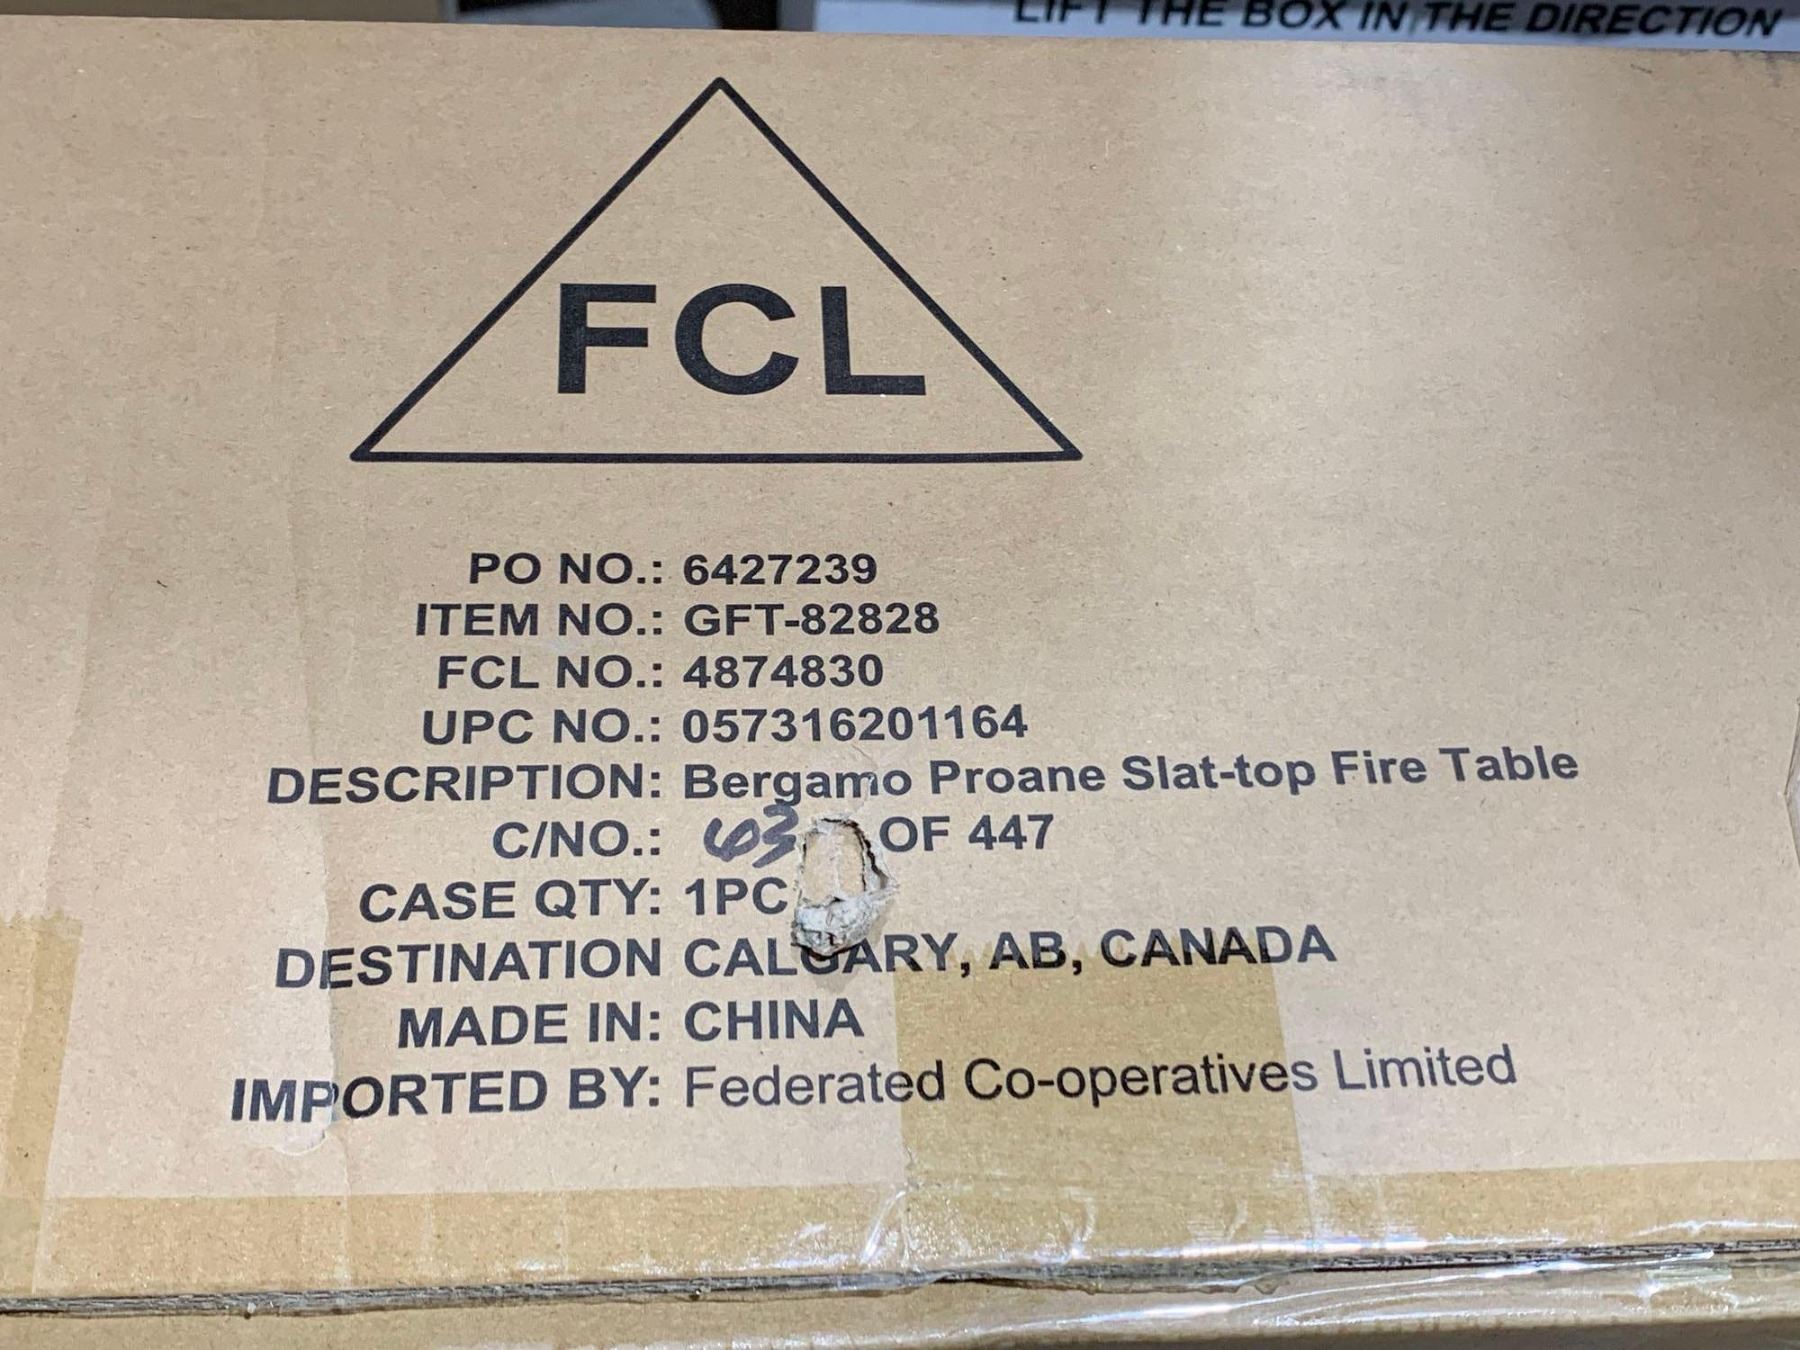 LIFT THE BOX IN THE DIRECTION
FCL
PO NO.: 6427239
ITEM NO.: GFT-82828
FCL NO.: 4874830
UPC NO.: 057316201164
DESCRIPTION: Bergamo Proane Slat-top Fire Table
C/NO.: 63 OF 447
CASE QTY: 1PC
DESTINATION CALGARY, AB, CANADA
MADE IN: CHINA
IMPORTED BY: Federated Co-operatives Limited